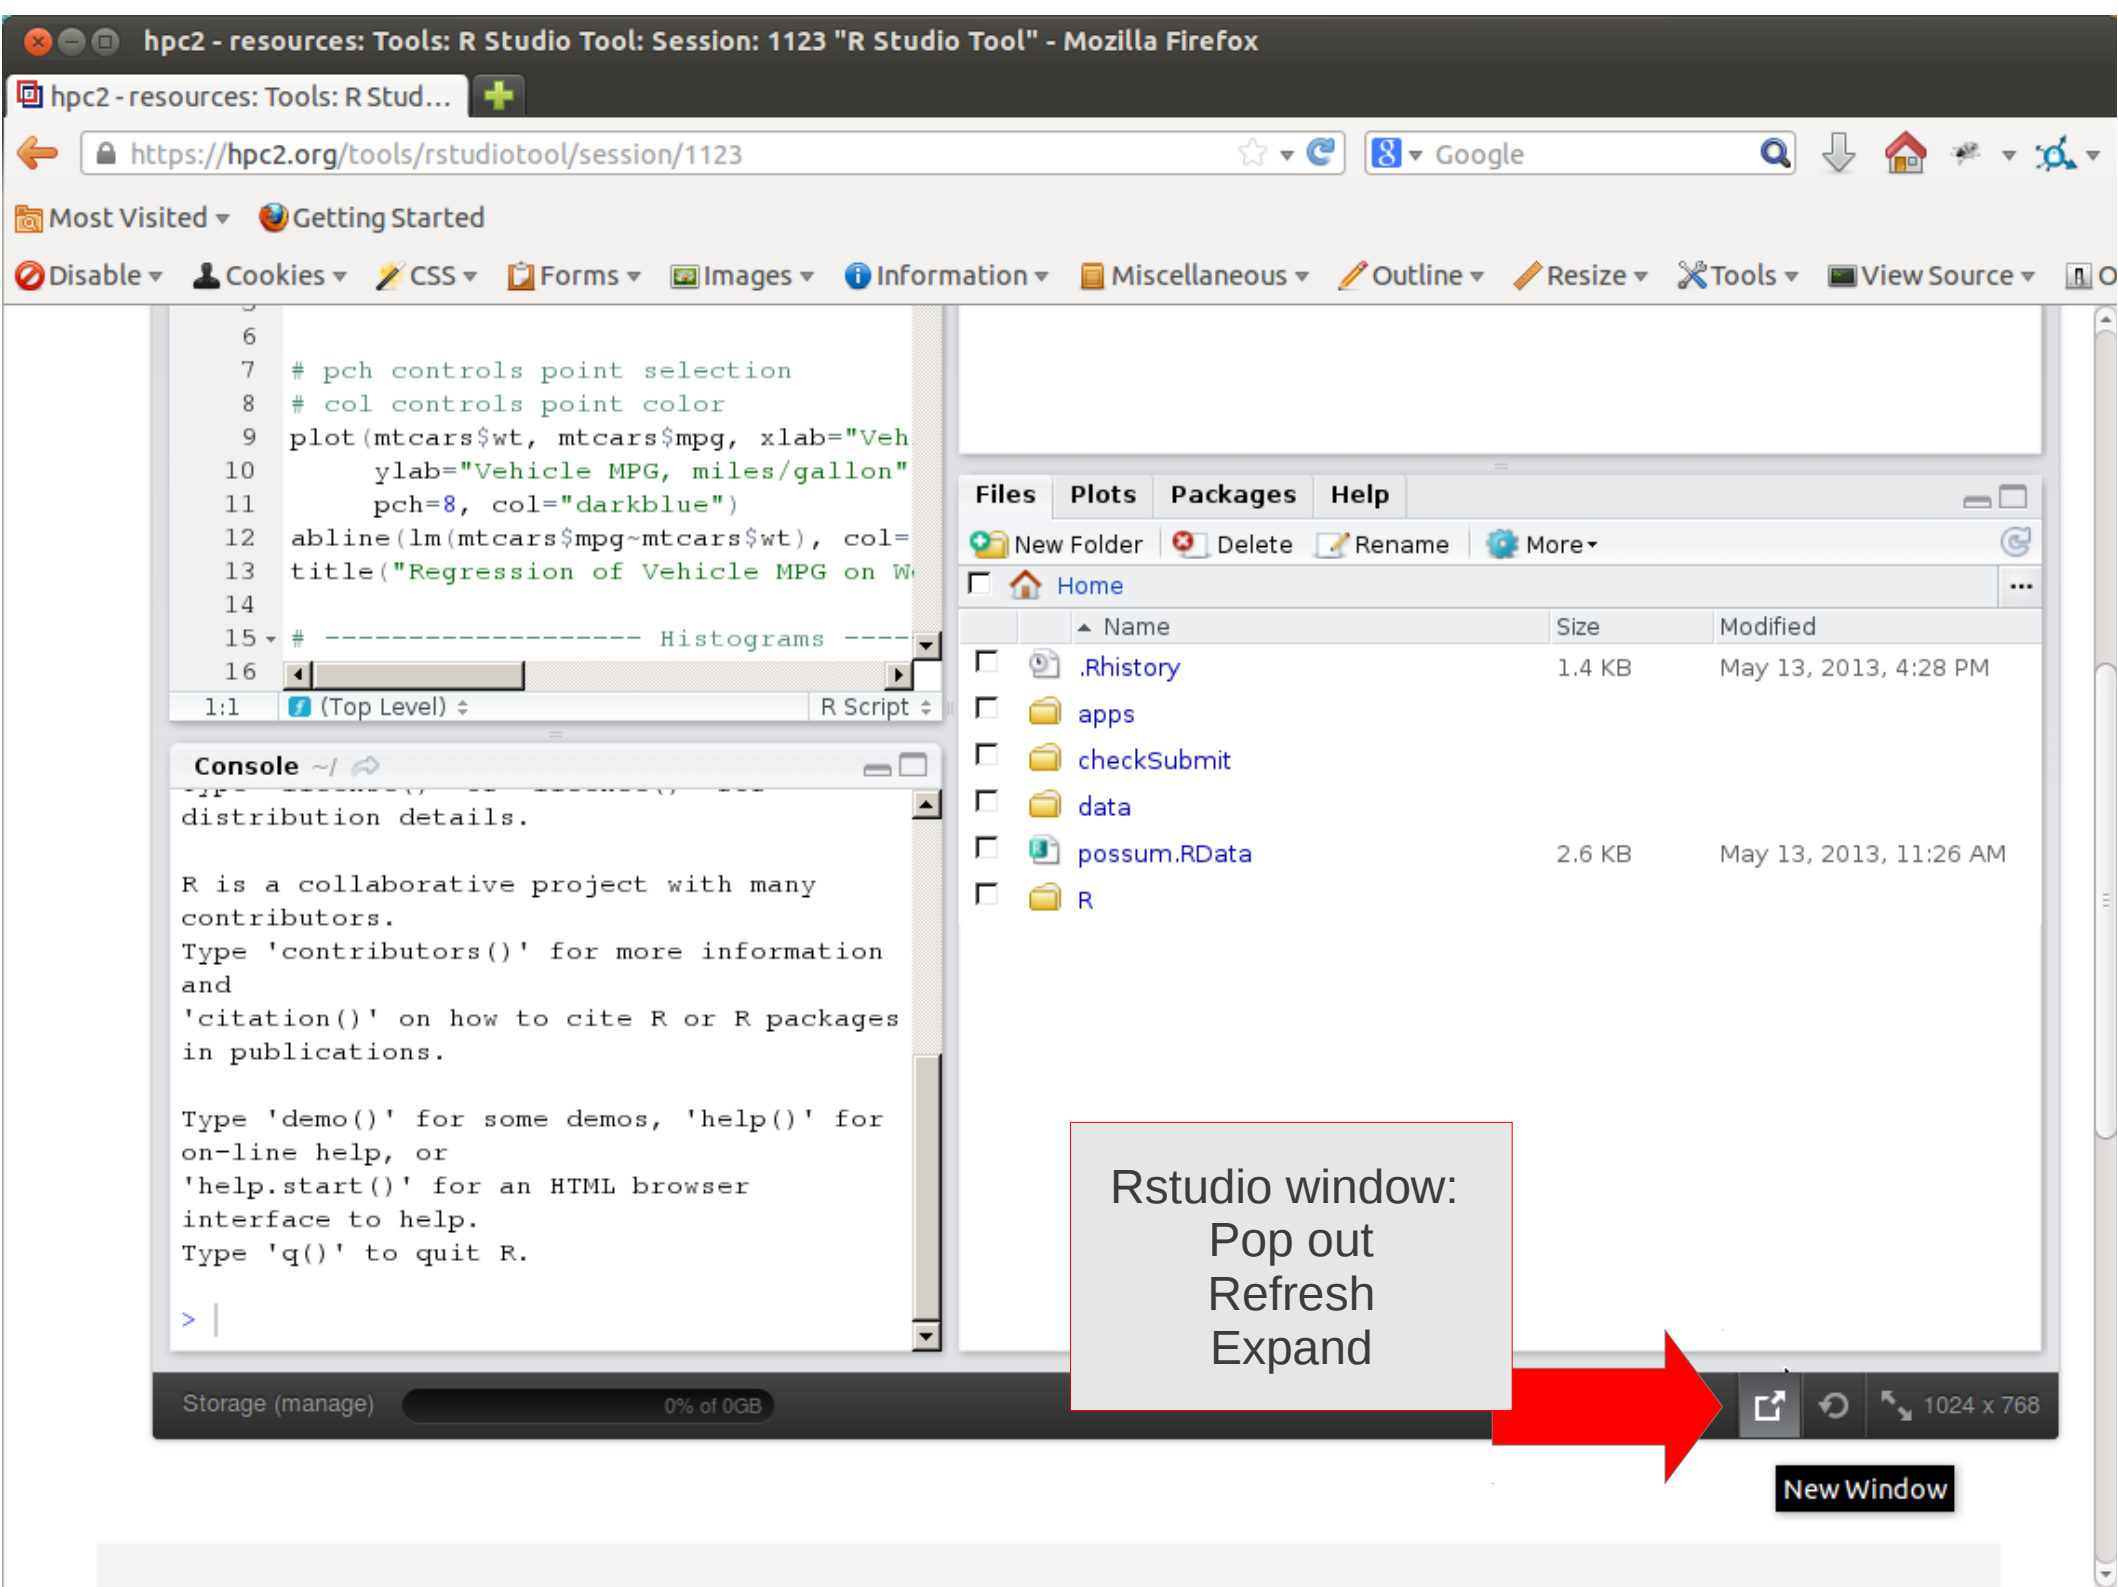 hpc2 - resources: Tools: R Studio Tool: Session: 1123 "R Studio Tool" - Mozilla Firefox
hpc2 - resources: Tools: R Stud...
https://hpc2.org/tools/rstudiotool/session/1123
Google
Most Visited
Getting Started
Disable Cookies CSS Forms Images Information Miscellaneous Outline Resize Tools View Source
6
7 # pch controls point selection
8 # col controls point color
9 plot(mtcars$wt, mtcars$mpg, xlab="Veh
10 ylab="Vehicle MPG, miles/gallon"
11 pch=8, col="darkblue")
12 abline(lm(mtcars$mpg~mtcars$wt), col=
13 title("Regression of Vehicle MPG on W
14
15 # ------------------- Histograms ----
16
1:1 (Top Level) R Script
Console ~/
distribution details.
R is a collaborative project with many
contributors.
Type 'contributors()' for more information
and
'citation()' on how to cite R or R packages
in publications.
Type 'demo()' for some demos, 'help()' for
on-line help, or
'help.start()' for an HTML browser
interface to help.
Type 'q()' to quit R.
>
Files Plots Packages Help
New Folder Delete Rename More
Home ...
Name Size Modified
.Rhistory 1.4 KB May 13, 2013, 4:28 PM
apps
checkSubmit
data
possum.RData 2.6 KB May 13, 2013, 11:26 AM
R
Rstudio window:
Pop out
Refresh
Expand
Storage (manage) 0% of 0GB
1024 x 768
New Window